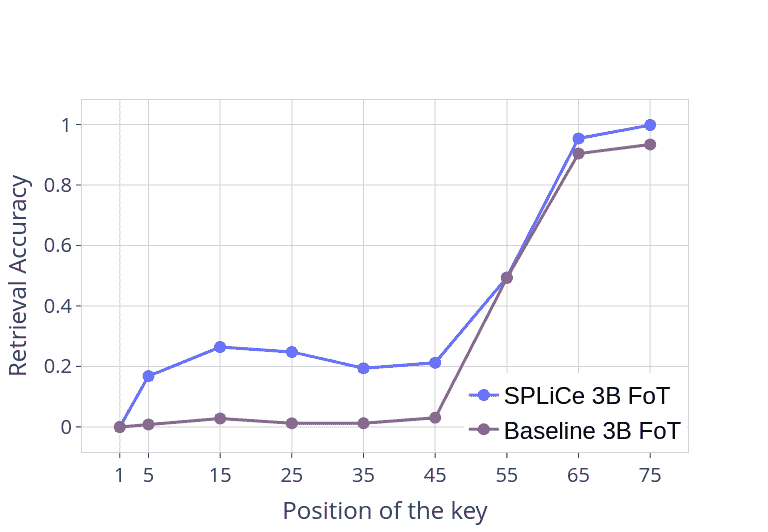 Retrieval Accuracy
1
0.8
0.6
0.4
0.2
0
SPLiCe 3B FoT
Baseline 3B FoT
1 5 15 25 35 45 55 65 75
Position of the key